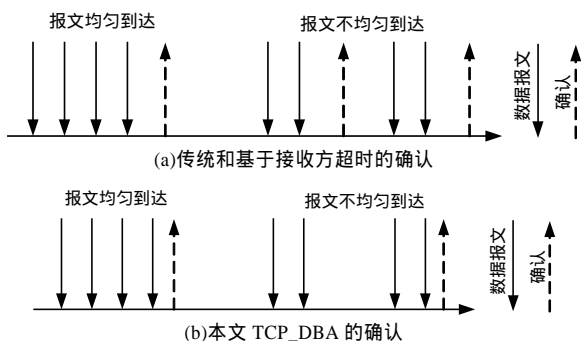 报文均匀到达
报文不均匀到达
数据报文
确认
(a)传统和基于接收方超时的确认
报文均匀到达
报文不均匀到达
数据报文
确认
(b)本文 TCP_DBA 的确认